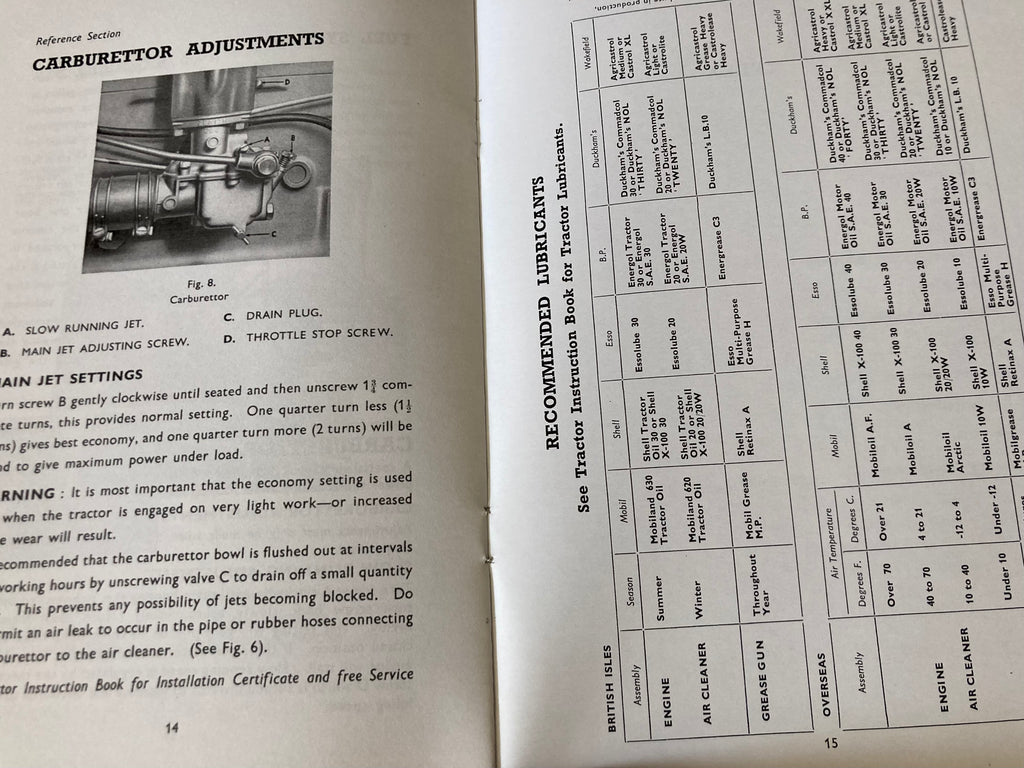 Reference Section
CARBURETTOR ADJUSTMENTS
D
A
B
C
Fig. 8.
Carburettor
A. SLOW RUNNING JET.
B. MAIN JET ADJUSTING SCREW.
C. DRAIN PLUG.
D. THROTTLE STOP SCREW.
AIN JET SETTINGS
rn screw B gently clockwise until seated and then unscrew 1¾ com-
te turns, this provides normal setting. One quarter turn less (1½
ns) gives best economy, and one quarter turn more (2 turns) will be
nd to give maximum power under load.
RNING : It is most important that the economy setting is used
when the tractor is engaged on very light work—or increased
e wear will result.
ecommended that the carburettor bowl is flushed out at intervals
working hours by unscrewing valve C to drain off a small quantity
. This prevents any possibility of jets becoming blocked. Do
rmit an air leak to occur in the pipe or rubber hoses connecting
burettor to the air cleaner. (See Fig. 6).
tor Instruction Book for Installation Certificate and free Service
14
in production.
RECOMMENDED LUBRICANTS
See Tractor Instruction Book for Tractor Lubricants.
BRITISH ISLES
Assembly Season Mobil Shell Esso B.P. Duckham's Wakefield
ENGINE
AIR CLEANER
Summer
Mobiland 630
Tractor Oil
Shell Tractor
Oil 30 or Shell
X-100 30
Essolube 30
Energol Tractor
30 or Energol
S.A.E. 30
Duckham's Commadcol
30 or Duckham's NOL
'THIRTY'
Agricastrol
Medium or
Castrol XL
Winter
Mobiland 620
Tractor Oil
Shell Tractor
Oil 20 or Shell
X-100 20/20W
Essolube 20
Energol Tractor
20 or Energol
S.A.E. 20W
Duckham's Commadcol
20 or Duckham's NOL
'TWENTY'
Agricastrol
Light or
Castrolite
GREASE GUN
Throughout
Year
Mobil Grease
M.P.
Shell
Retinax A
Esso
Multi-Purpose
Grease H
Energrease C3
Duckham's L.B.10
Agricastrol
Grease Heavy
or Castrolease
Heavy
OVERSEAS
Assembly
Air Temperature
Degrees F. Degrees C.
Mobil Shell Esso B.P. Duckham's Wakefield
ENGINE
AIR CLEANER
Over 70
Over 21
Mobiloil A.F.
Shell X-100 40
Essolube 40
Energol Motor
Oil S.A.E. 40
Duckham's Commadcol
40 or Duckham's NOL
'FORTY'
Agricastrol
Heavy or
Castrol XXL
40 to 70
4 to 21
Mobiloil A
Shell X-100 30
Essolube 30
Energol Motor
Oil S.A.E. 30
Duckham's Commadcol
30 or Duckham's NOL
'THIRTY'
Agricastrol
Medium or
Castrol XL
10 to 40
-12 to 4
Mobiloil
Arctic
Shell X-100
20/20W
Essolube 20
Energol Motor
Oil S.A.E. 20W
Duckham's Commadcol
20 or Duckham's NOL
'TWENTY'
Agricastrol
Light or
Castrolite
Under 10
Under -12
Mobiloil 10W
Shell X-100
10W
Essolube 10
Energol Motor
Oil S.A.E. 10W
Duckham's Commadcol
10 or Duckham's NOL
Agricastrol
or Castrol
Mobilgrease
Shell
Retinax A
Esso Multi-
Purpose
Grease H
Energrease C3
Duckham's L.B. 10
Castrolease
Heavy
15